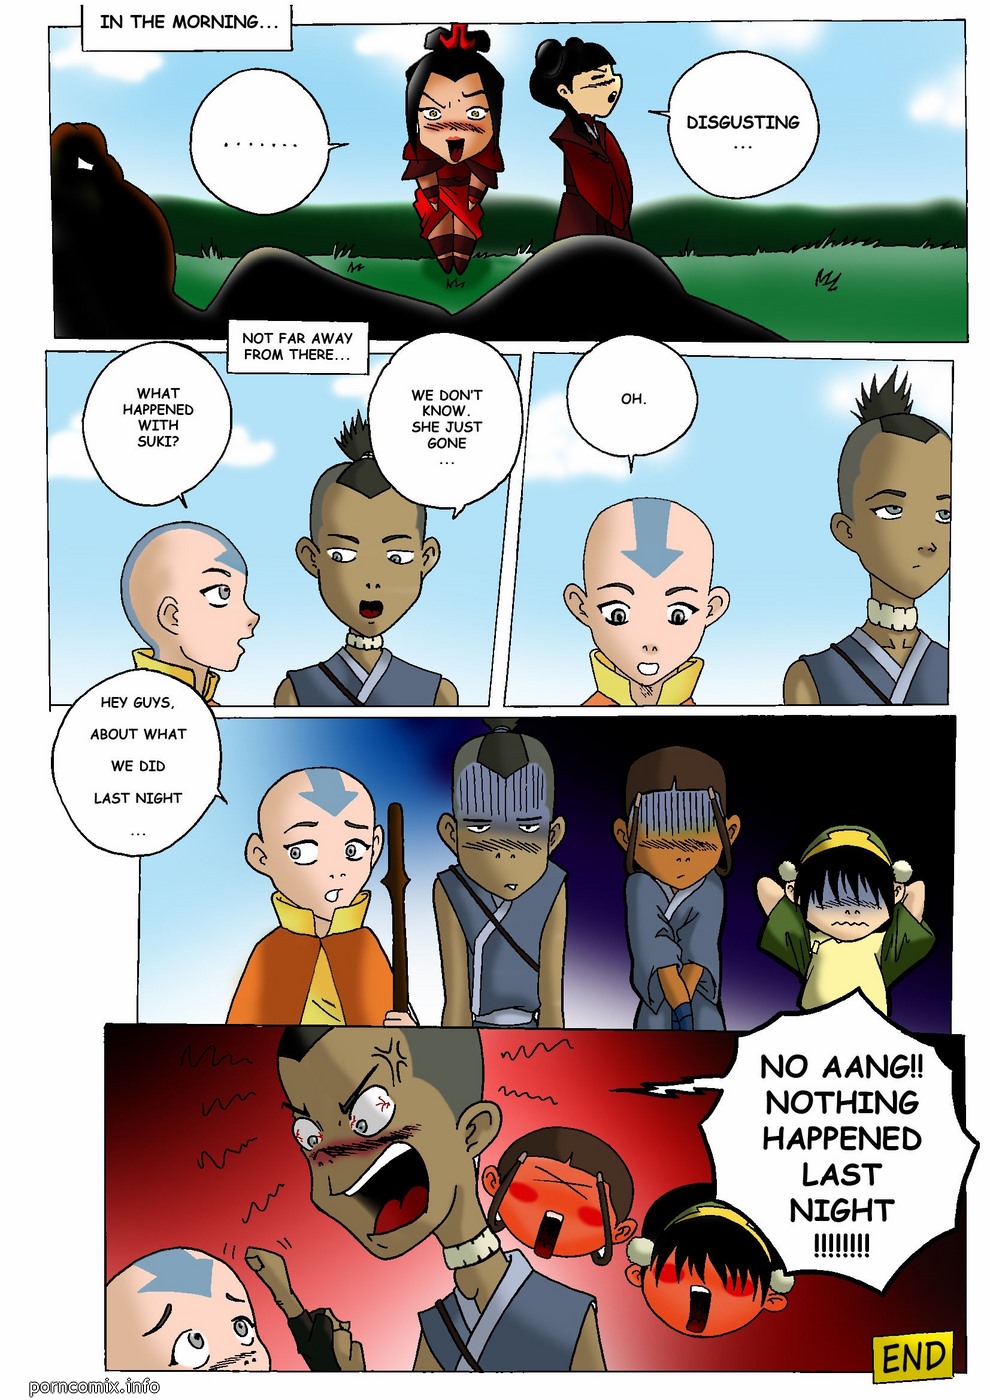 IN THE MORNING...
.......
DISGUSTING
...
NOT FAR AWAY
FROM THERE...
WHAT
HAPPENED
WITH
SUKI?
WE DON'T
KNOW.
SHE JUST
GONE
...
OH.
HEY GUYS,
ABOUT WHAT
WE DID
LAST NIGHT
...
NO AANG!!
NOTHING
HAPPENED
LAST
NIGHT
!!!!!!!!
END
porncomix.info